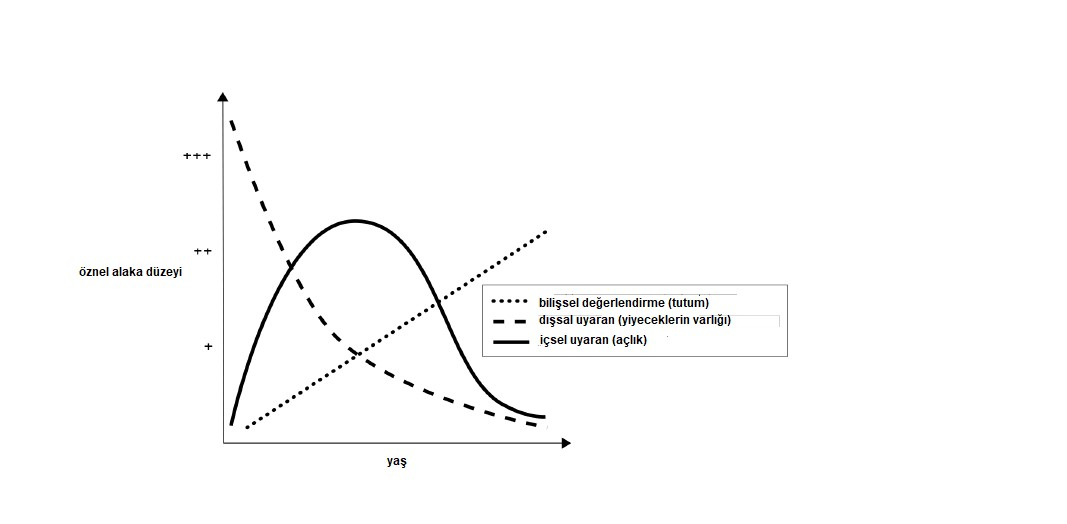 +++
++
öznel alaka düzeyi
bilişsel değerlendirme (tutum)
dışsal uyaran (yiyeceklerin varlığı)
içsel uyaran (açlık)
+
yaş